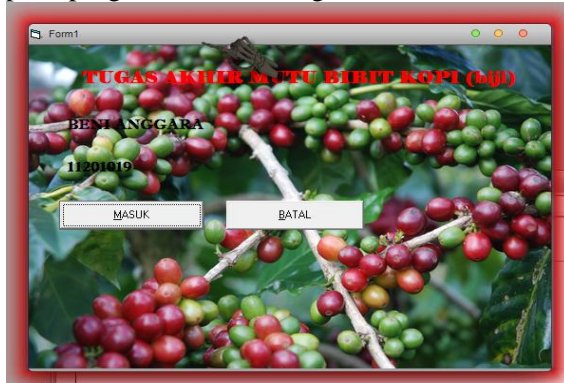 Form1
TUGAS AKHIR MUTU BIBIT KOPI (biji)
BENI ANGGARA
11201019
MASUK
BATAL